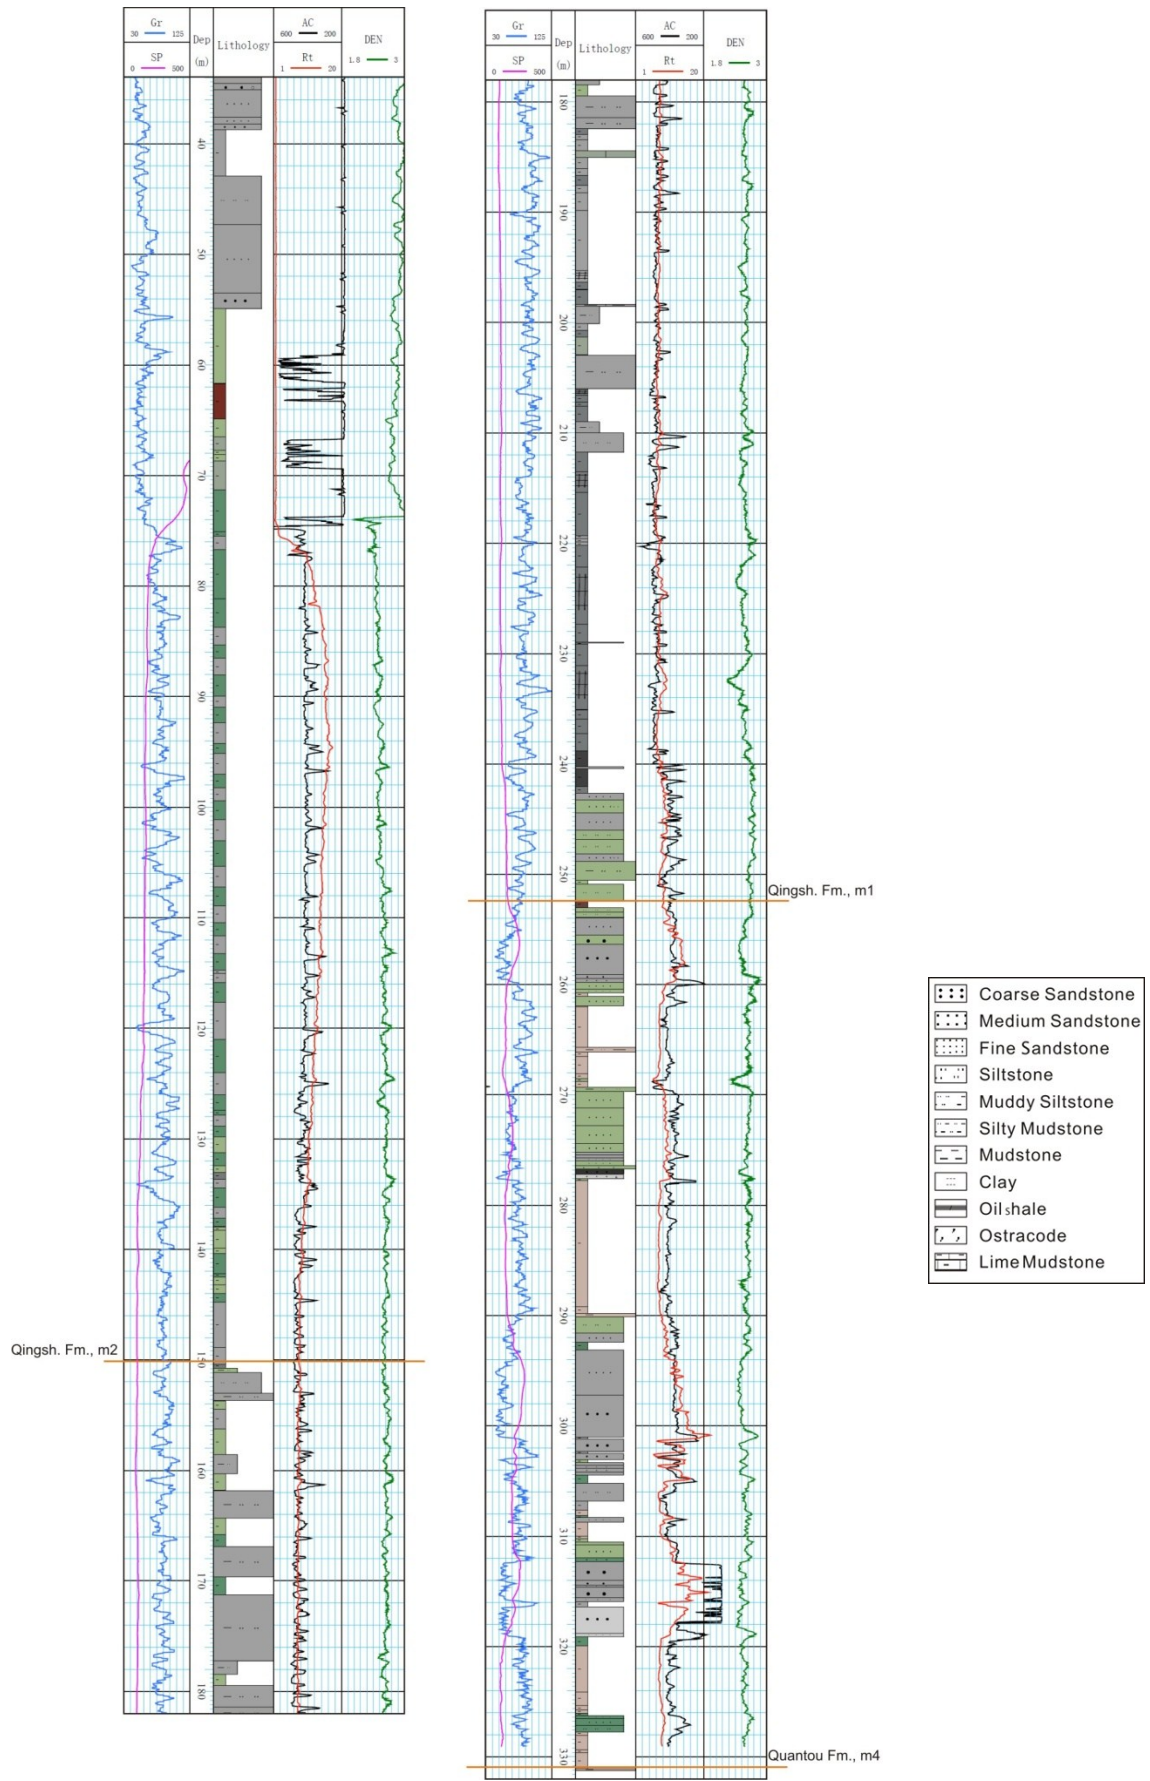 Gr
30 125
SP
0 500
Dep
(m)
Lithology
AC
600 200
Rt
1 20
DEN
1.8 3
40
50
60
70
80
90
100
110
120
130
140
150
160
170
180
Qingsh. Fm., m2
Gr
30 125
SP
0 500
Dep
(m)
Lithology
AC
600 200
Rt
1 20
DEN
1.8 3
180
190
200
210
220
230
240
250
260
270
280
290
300
310
320
330
Qingsh. Fm., m1
Quantou Fm., m4
Coarse Sandstone
Medium Sandstone
Fine Sandstone
Siltstone
Muddy Siltstone
Silty Mudstone
Mudstone
Clay
Oil shale
Ostracode
Lime Mudstone